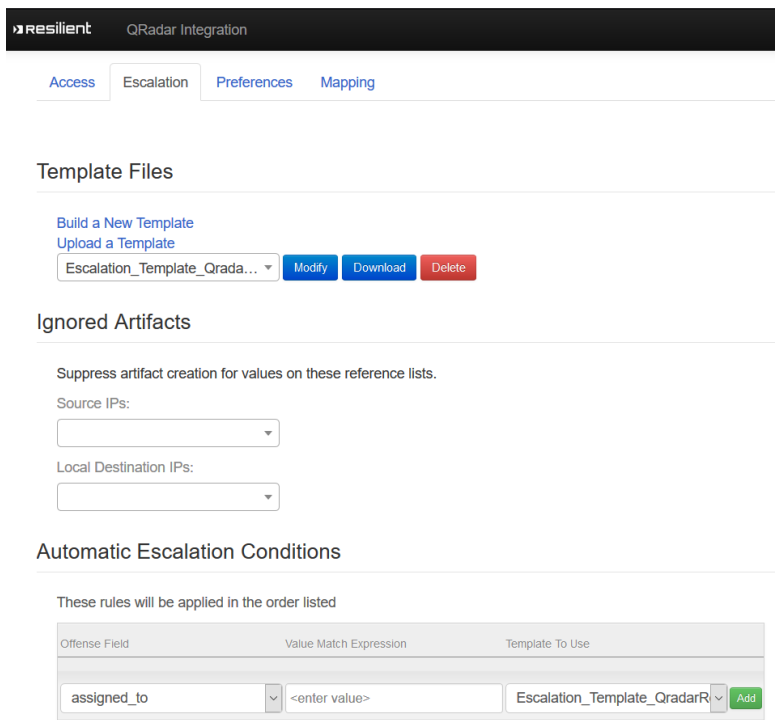 Resilient QRadar Integration
Access Escalation Preferences Mapping
Template Files
Build a New Template
Upload a Template
Escalation_Template_Qrada... Modify Download Delete
Ignored Artifacts
Suppress artifact creation for values on these reference lists.
Source IPs:
Local Destination IPs:
Automatic Escalation Conditions
These rules will be applied in the order listed
Offense Field Value Match Expression Template To Use
assigned_to <enter value> Escalation_Template_QradarR Add